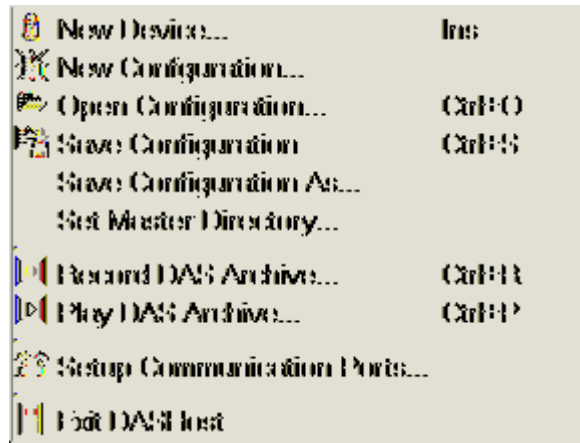 New Device... Ins
New Configuration...
Open Configuration... Ctrl+O
Save Configuration Ctrl+S
Save Configuration As...
Set Master Directory...
Record DAS Archive... Ctrl+R
Play DAS Archive... Ctrl+P
Setup Communication Ports...
Exit DASHost